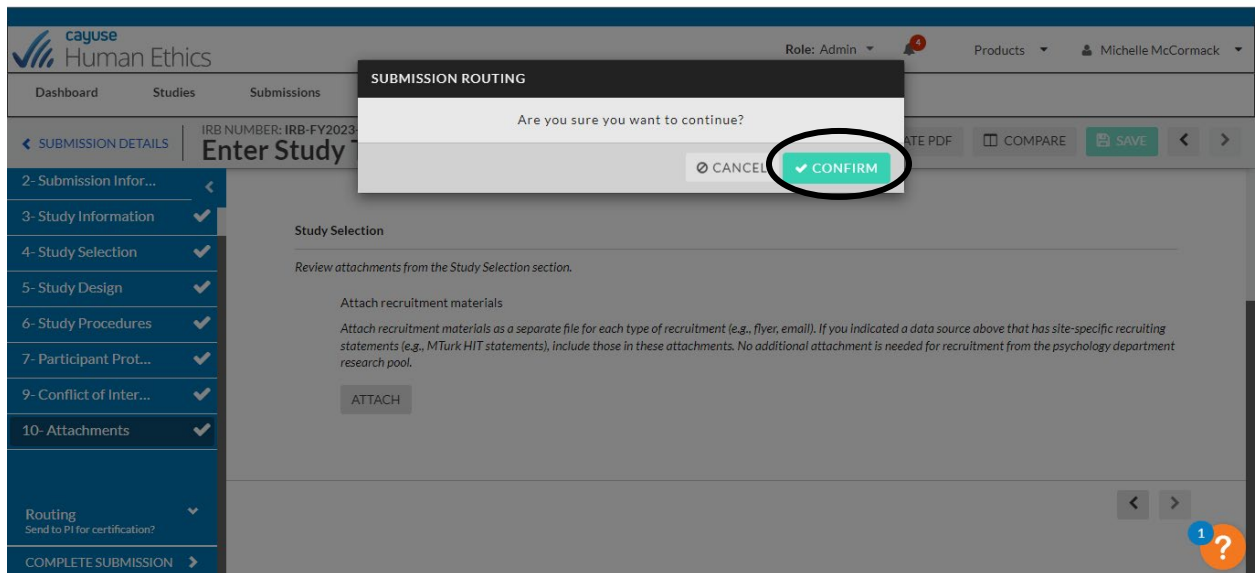 cayuse
Human Ethics
Role: Admin
4
Products
Michelle McCormack
Dashboard Studies Submissions
SUBMISSION ROUTING
Are you sure you want to continue?
CANCEL
CONFIRM
SUBMISSION DETAILS
IRB NUMBER: IRB-FY2023-
Enter Study T
ATE PDF
COMPARE
SAVE
2- Submission Infor...
3- Study Information
4- Study Selection
5- Study Design
6- Study Procedures
7- Participant Prot...
9- Conflict of Inter...
10- Attachments
Routing
Send to PI for certification?
COMPLETE SUBMISSION
Study Selection
Review attachments from the Study Selection section.
Attach recruitment materials
Attach recruitment materials as a separate file for each type of recruitment (e.g., flyer, email). If you indicated a data source above that has site-specific recruiting
statements (e.g., MTurk HIT statements), include those in these attachments. No additional attachment is needed for recruitment from the psychology department
research pool.
ATTACH
1
?